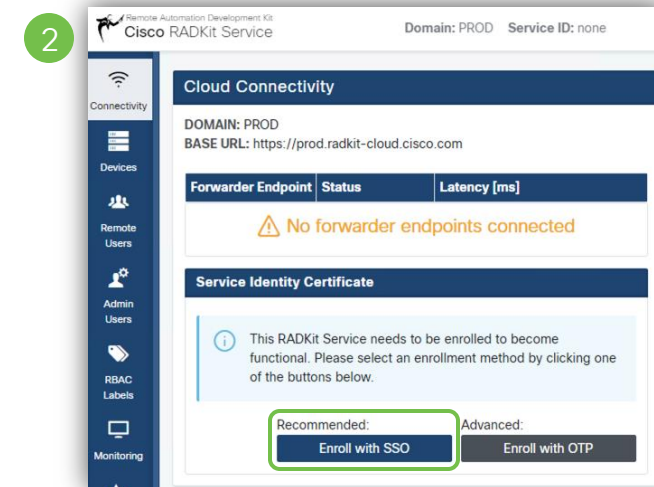 2
Remote Automation Development Kit
Cisco RADKit Service
Domain: PROD Service ID: none
Connectivity
Devices
Remote
Users
Admin
Users
RBAC
Labels
Monitoring
Cloud Connectivity
DOMAIN: PROD
BASE URL: https://prod.radkit-cloud.cisco.com
Forwarder Endpoint Status Latency [ms]
No forwarder endpoints connected
Service Identity Certificate
This RADKit Service needs to be enrolled to become
functional. Please select an enrollment method by clicking one
of the buttons below.
Recommended: Advanced:
Enroll with SSO Enroll with OTP